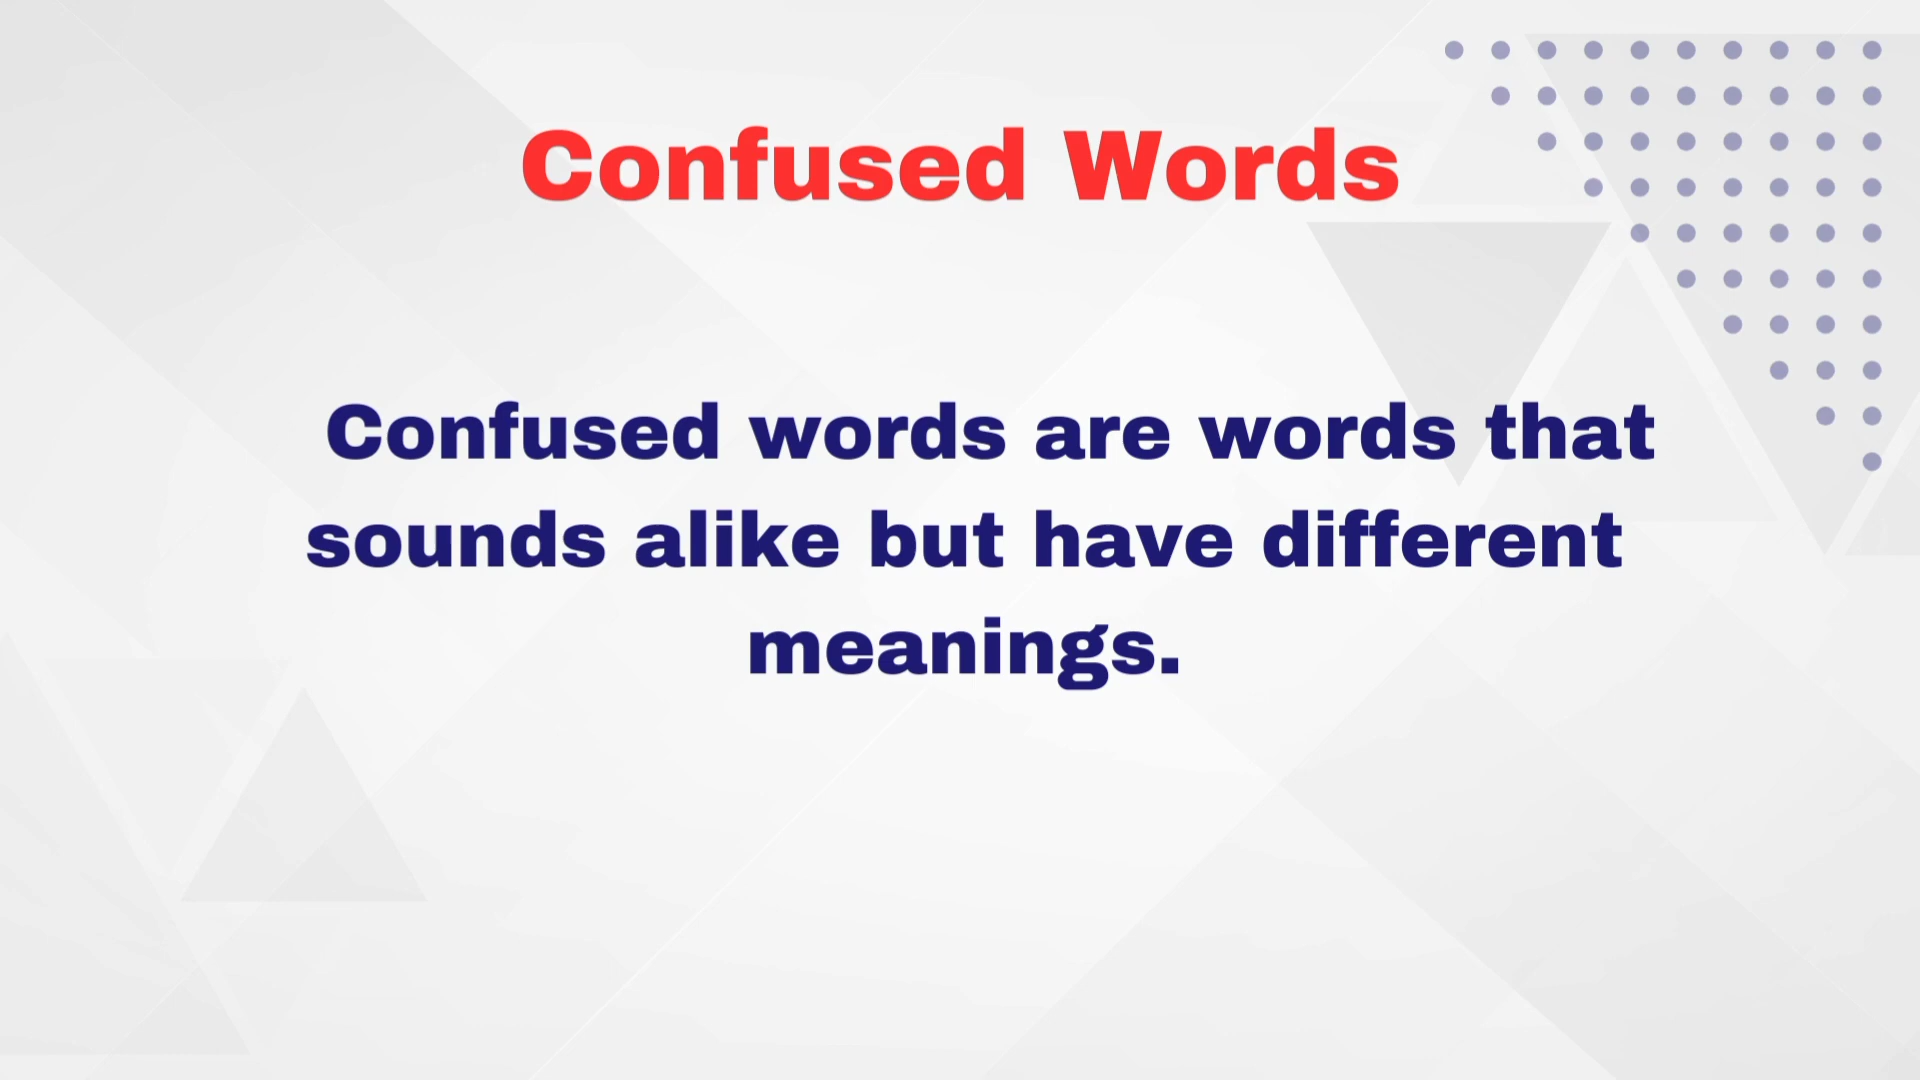 Confused Words
Confused words are words that
sounds alike but have different
meanings.